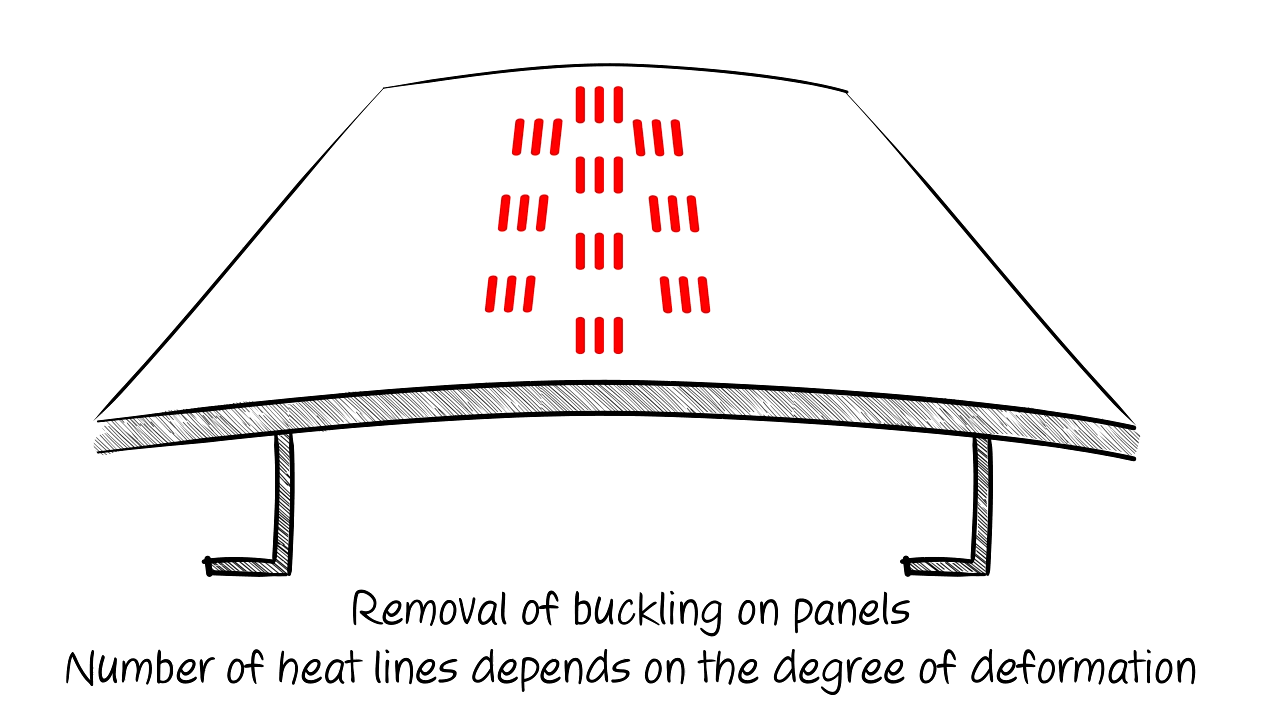 Removal of buckling on panels
Number of heat lines depends on the degree of deformation